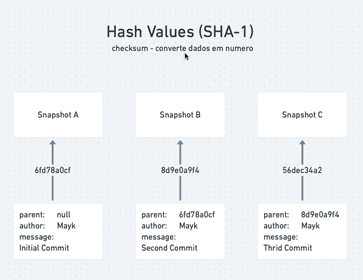 Hash Values (SHA-1)
checksum - converte dados em numero
Snapshot A
Snapshot B
Snapshot C
6fd78a0cf
8d9e0a9f4
56dec34a2
parent: null
author: Mayk
message:
Initial Commit
parent: 6fd78a0cf
author: Mayk
message:
Second Commit
parent: 8d9e0a9f4
author: Mayk
message:
Thrid Commit